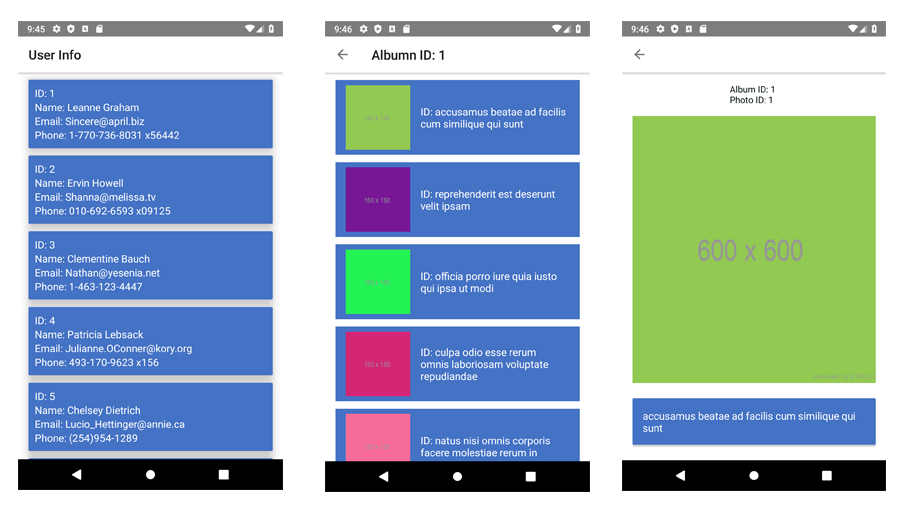 9:45
User Info
ID: 1
Name: Leanne Graham
Email: Sincere@april.biz
Phone: 1-770-736-8031 x56442
ID: 2
Name: Ervin Howell
Email: Shanna@melissa.tv
Phone: 010-692-6593 x09125
ID: 3
Name: Clementine Bauch
Email: Nathan@yesenia.net
Phone: 1-463-123-4447
ID: 4
Name: Patricia Lebsack
Email: Julianne.OConner@kory.org
Phone: 493-170-9623 x156
ID: 5
Name: Chelsey Dietrich
Email: Lucio_Hettinger@annie.ca
Phone: (254)954-1289
9:46
Albumn ID: 1
150 x 150
ID: accusamus beatae ad facilis
cum similique qui sunt
150 x 150
ID: reprehenderit est deserunt
velit ipsam
150 x 150
ID: officia porro iure quia iusto
qui ipsa ut modi
150 x 150
ID: culpa odio esse rerum
omnis laboriosam voluptate
repudiandae
150 x 150
ID: natus nisi omnis corporis
facere molestiae rerum in
9:46
Album ID: 1
Photo ID: 1
600 x 600
accusamus beatae ad facilis cum similique qui
sunt